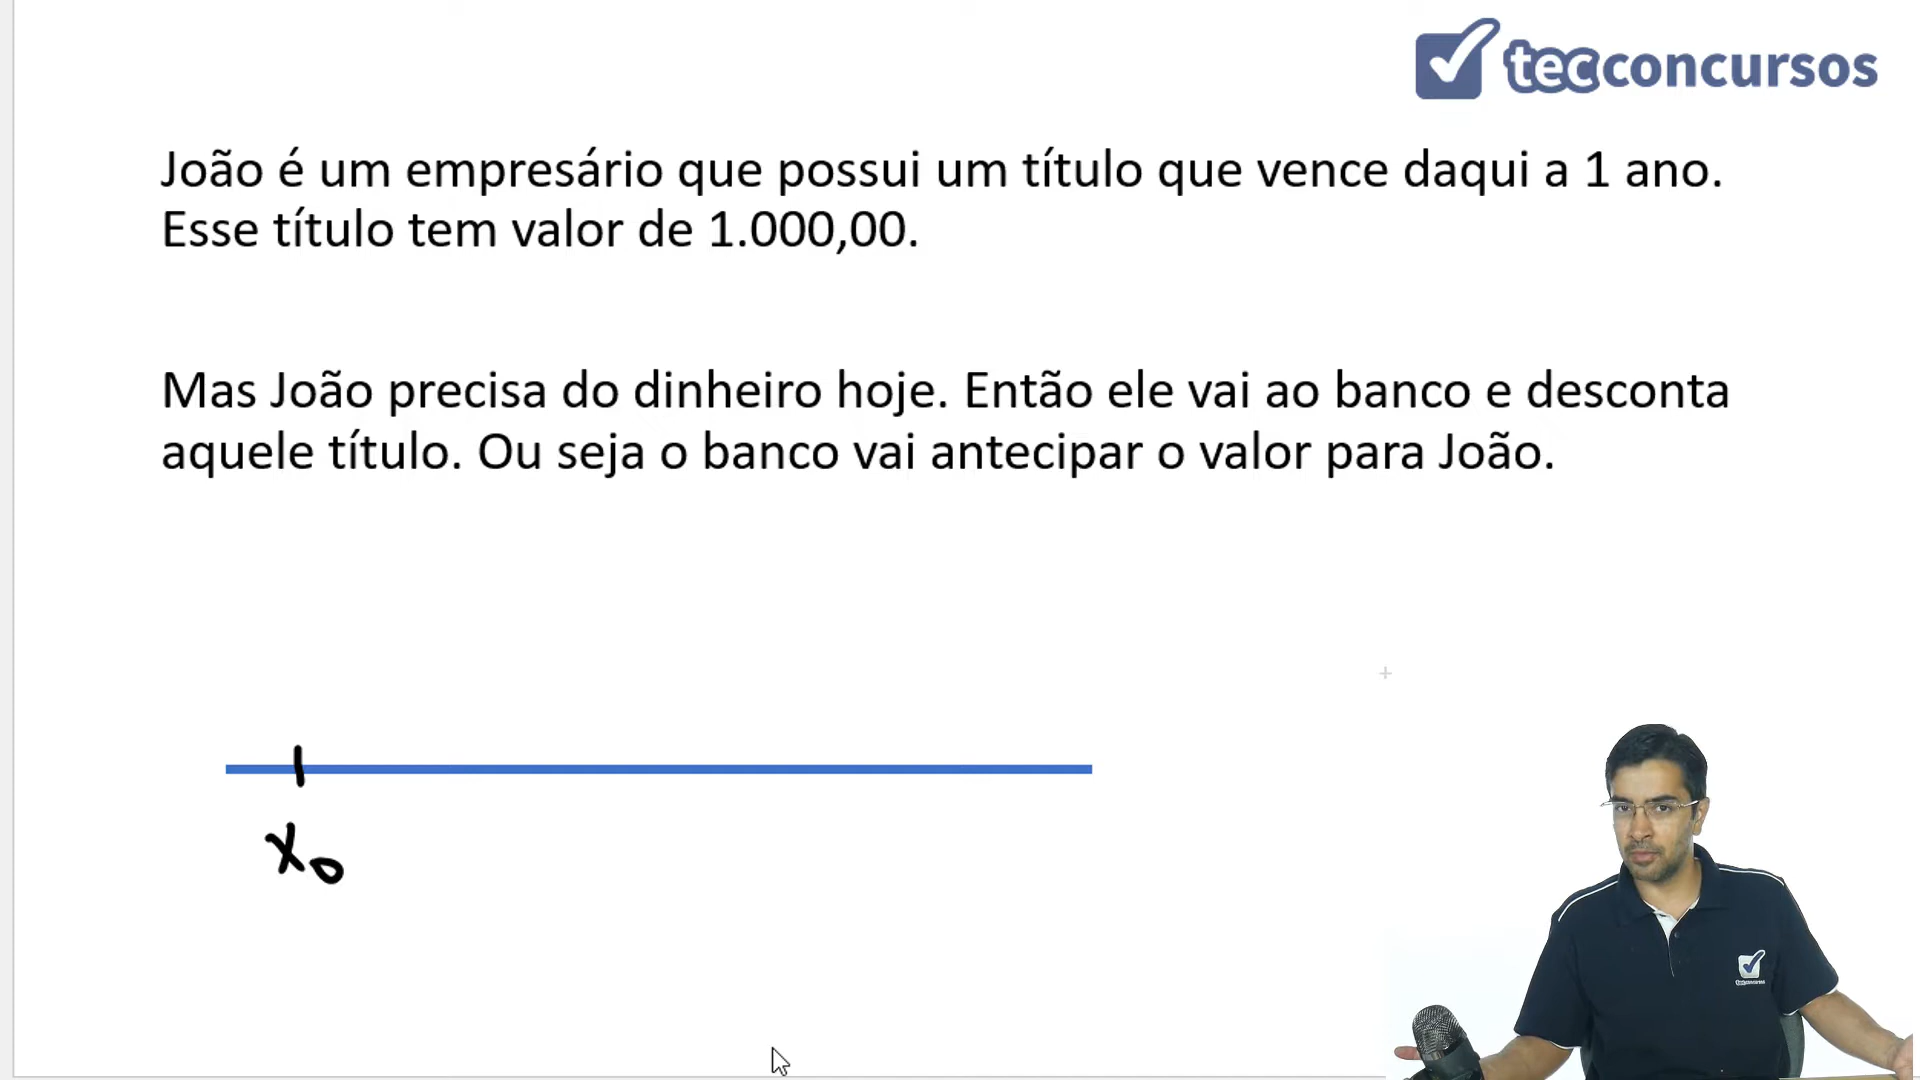 tecconcursos
João é um empresário que possui um título que vence daqui a 1 ano.
Esse título tem valor de 1.000,00.
Mas João precisa do dinheiro hoje. Então ele vai ao banco e desconta
aquele título. Ou seja o banco vai antecipar o valor para João.
X₀
tecconcursos